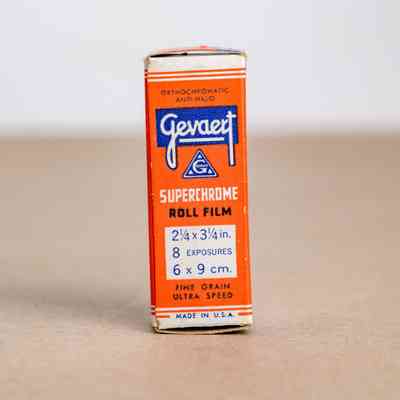 ORTHOCHROMATIC
ANTI-HALO
Gevaert
G
SUPERCHROME
ROLL FILM
2¼ x 3¼ in.
8 EXPOSURES
6 x 9 cm.
FINE GRAIN
ULTRA SPEED
MADE IN U.S.A.